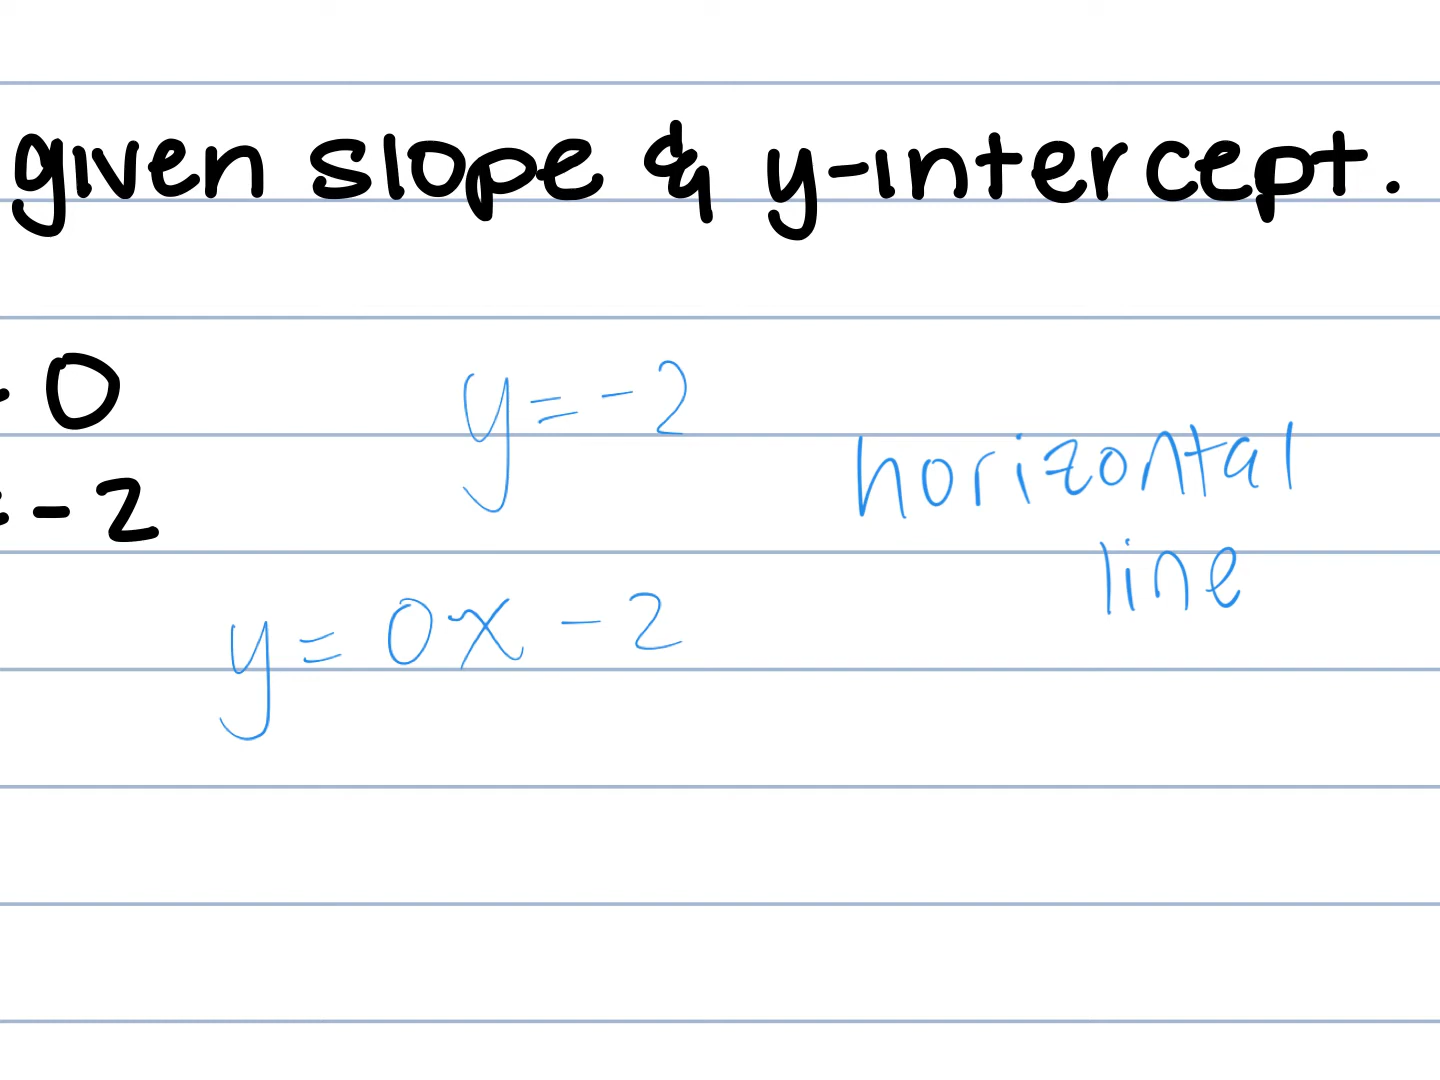 given slope & y-intercept.
0
y=-2
horizontal
= -2
line
y= 0x -2